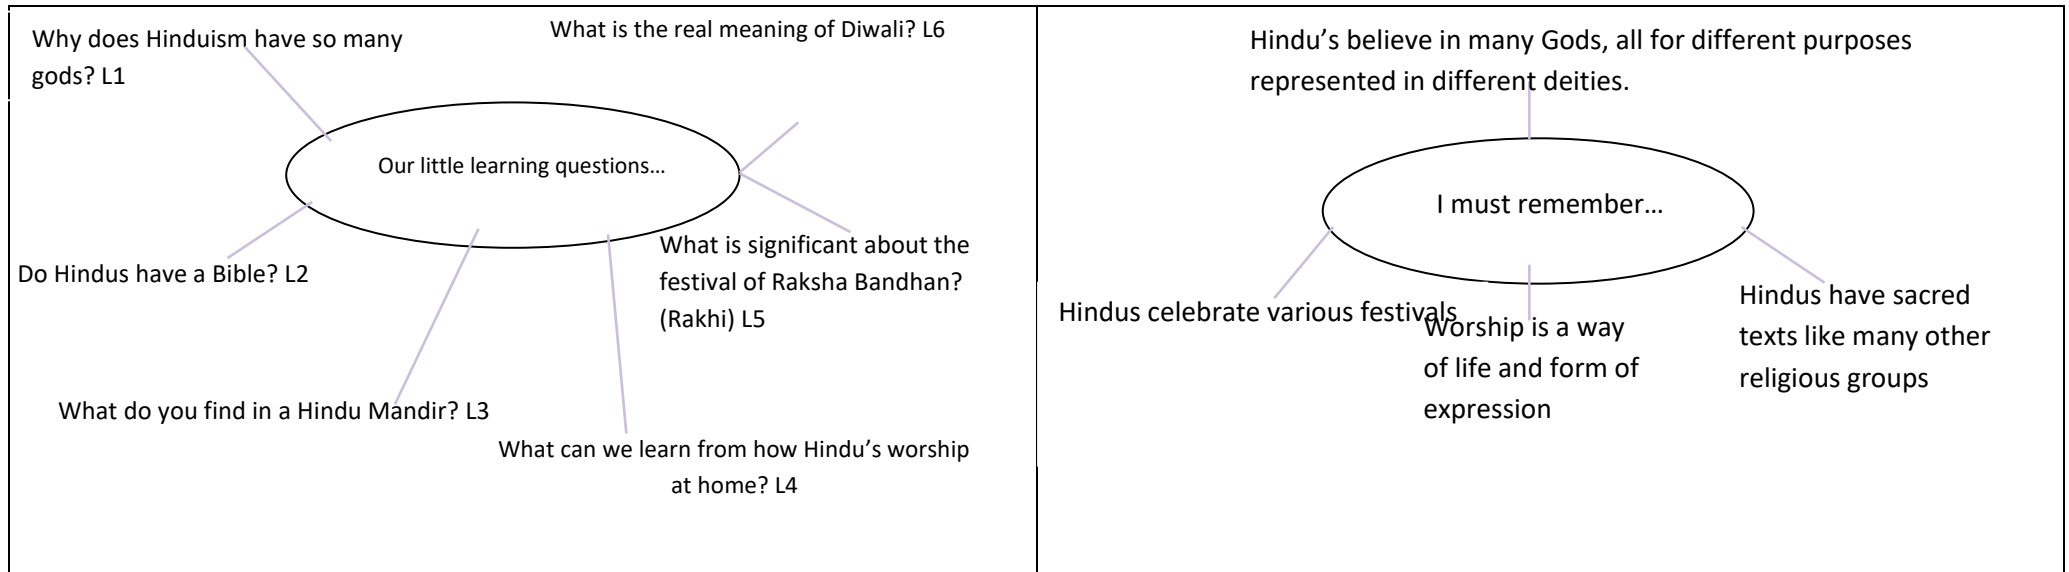 Why does Hinduism have so many
gods? L1
What is the real meaning of Diwali? L6
Our little learning questions…
Do Hindus have a Bible? L2
What is significant about the
festival of Raksha Bandhan?
(Rakhi) L5
What do you find in a Hindu Mandir? L3
What can we learn from how Hindu’s worship
at home? L4
Hindu’s believe in many Gods, all for different purposes
represented in different deities.
I must remember…
Hindus celebrate various festivals
Worship is a way
of life and form of
expression
Hindus have sacred
texts like many other
religious groups